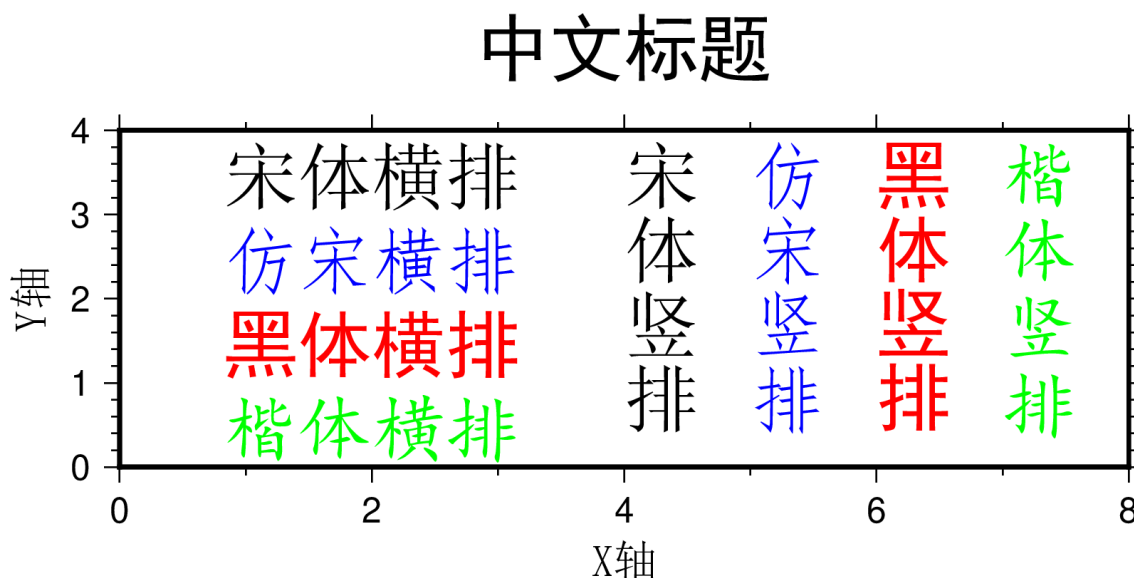 中文标题
4
3
2
1
0
Y轴
宋体横排
仿宋横排
黑体横排
楷体横排
宋体竖排
仿宋竖排
黑体竖排
楷体竖排
0 2 4 6 8
X轴